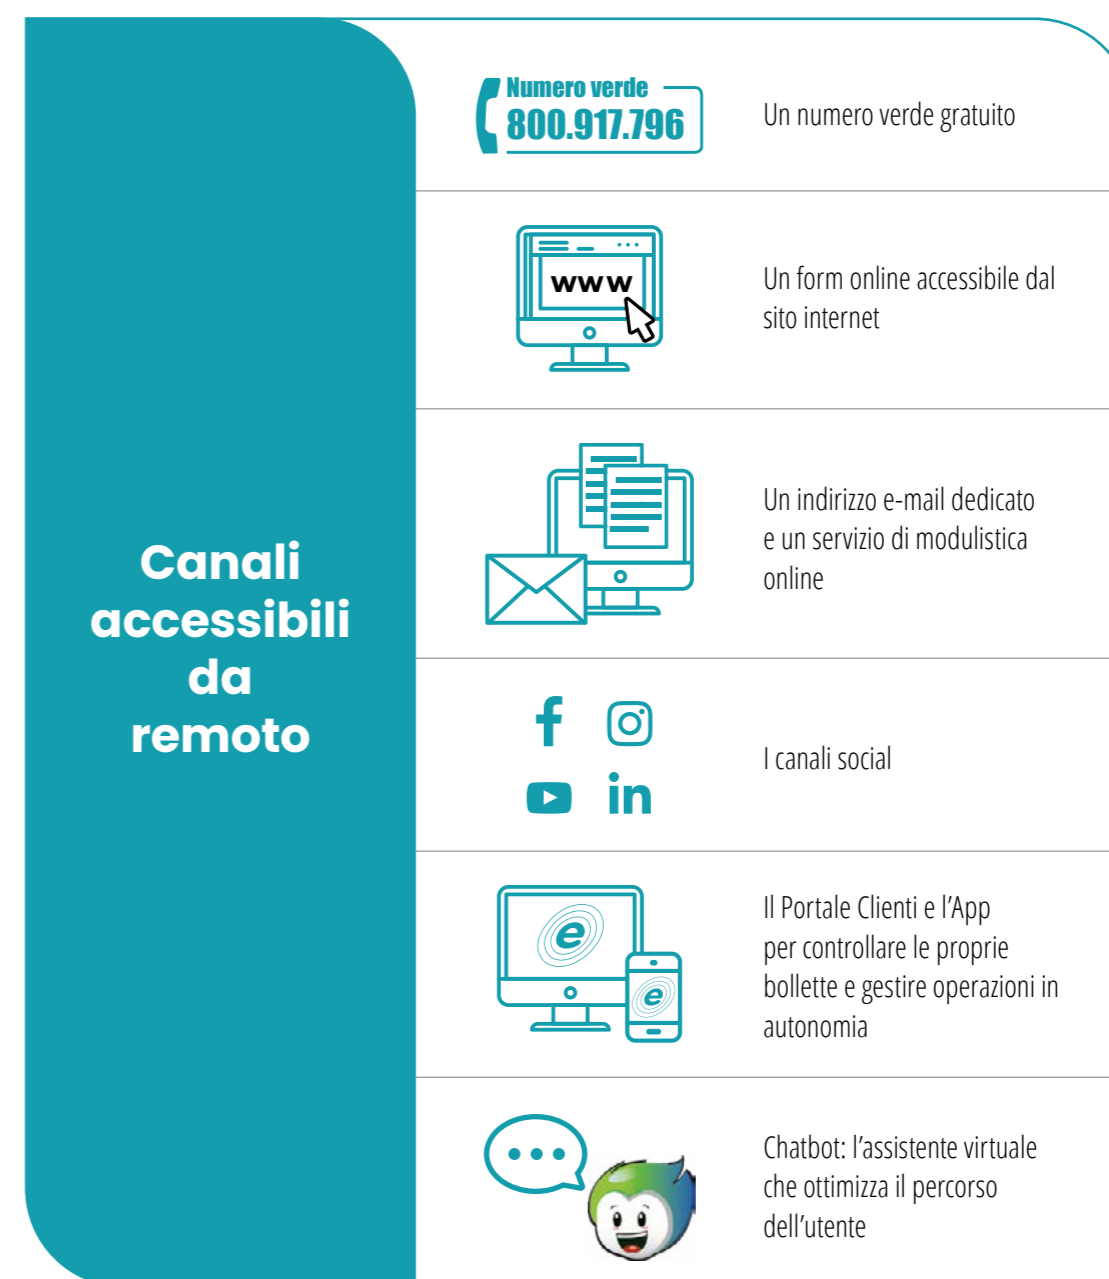 Canali
accessibili
da
remoto
Numero verde
800.917.796
Un numero verde gratuito
www
Un form online accessibile dal
sito internet
Un indirizzo e-mail dedicato
e un servizio di modulistica
online
f
in
I canali social
e
e
Il Portale Clienti e l’App
per controllare le proprie
bollette e gestire operazioni in
autonomia
Chatbot: l’assistente virtuale
che ottimizza il percorso
dell’utente